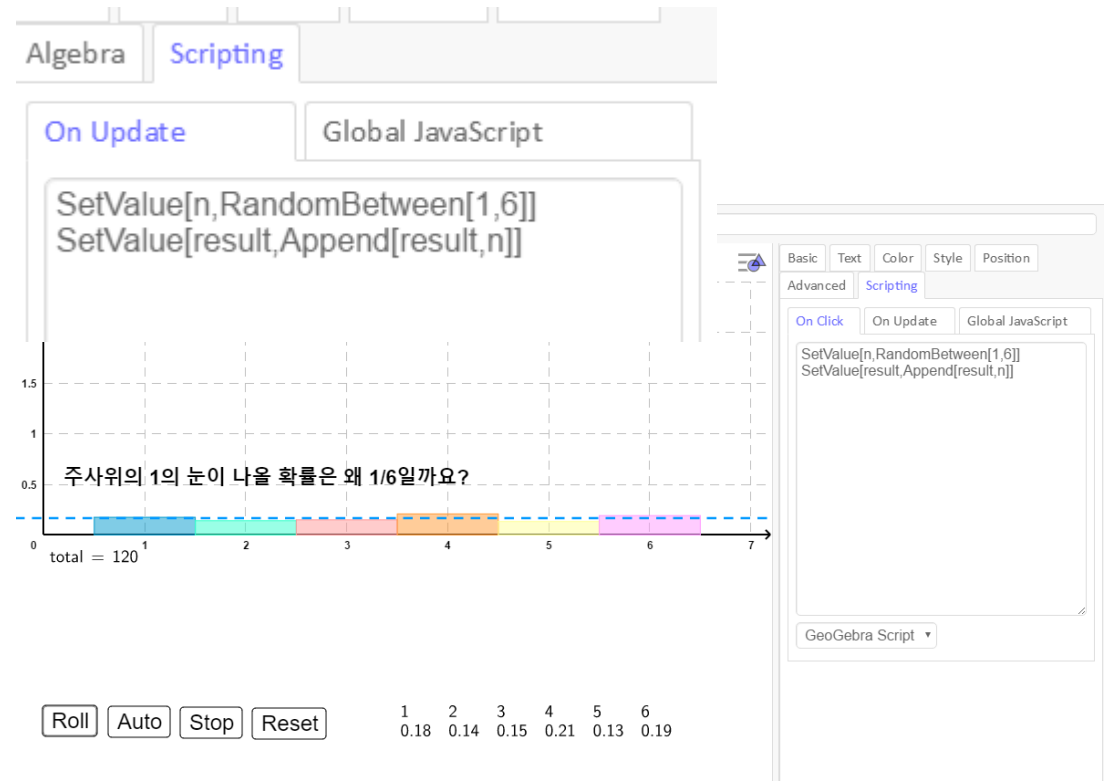 Algebra Scripting
On Update Global JavaScript
SetValue[n,RandomBetween[1,6]]
SetValue[result,Append[result,n]]
Basic Text Color Style Position
Advanced Scripting
On Click On Update Global JavaScript
SetValue[n,RandomBetween[1,6]]
SetValue[result,Append[result,n]]
GeoGebra Script
1.5
1
0.5
주사위의 1의 눈이 나올 확률은 왜 1/6일까요?
0 1 2 3 4 5 6 7
total = 120
Roll Auto Stop Reset
1 2 3 4 5 6
0.18 0.14 0.15 0.21 0.13 0.19